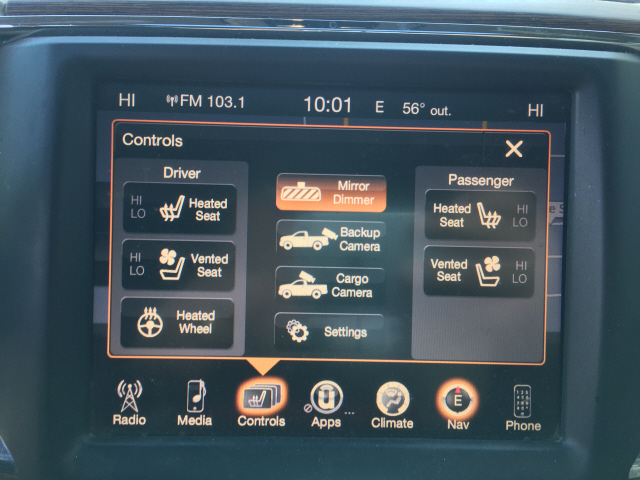 HI FM 103.1 10:01 E 56° out. HI
Controls
Driver
HI
LO
Heated
Seat
HI
LO
Vented
Seat
Heated
Wheel
Mirror
Dimmer
Backup
Camera
Cargo
Camera
Settings
Passenger
Heated
Seat
HI
LO
Vented
Seat
HI
LO
Radio Media Controls Apps ... Climate Nav Phone
U
E